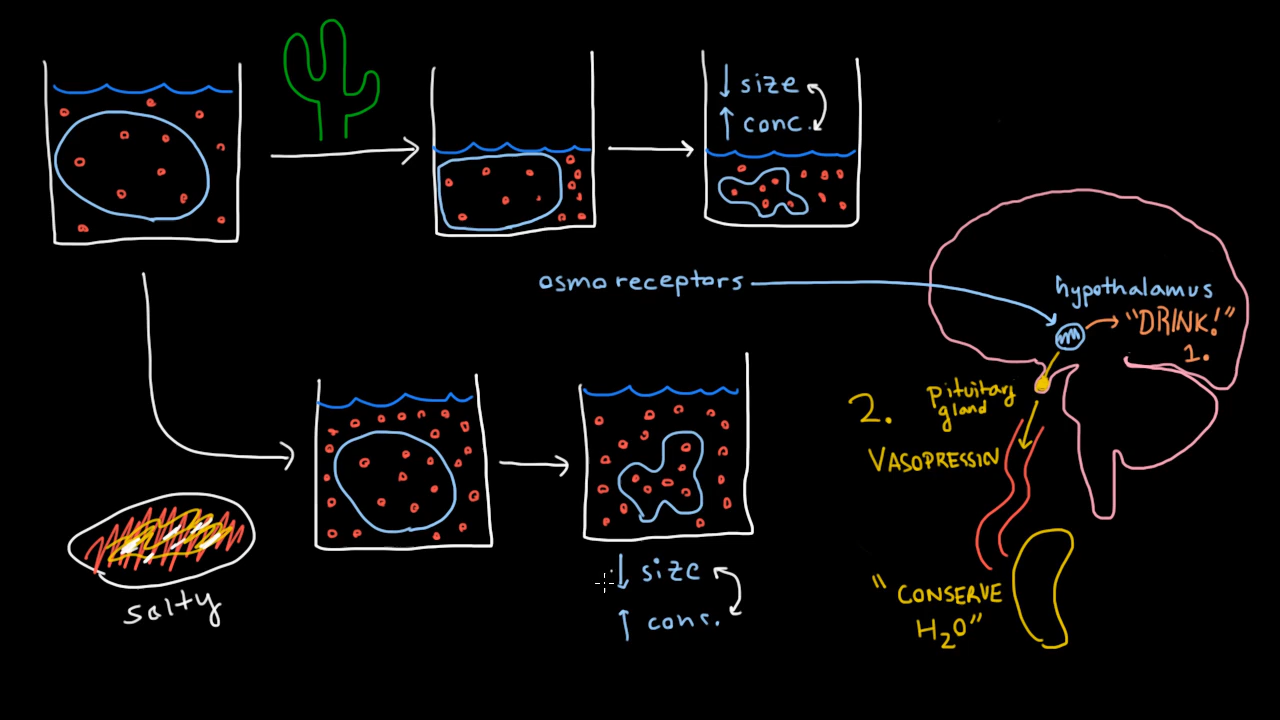 ↓ size
↑ conc.
osmoreceptors
hypothalamus
"DRINK!"
1.
2.
pituitary
gland
VASOPRESSIN
salty
↓ size
↑ conc.
"CONSERVE
H₂O"